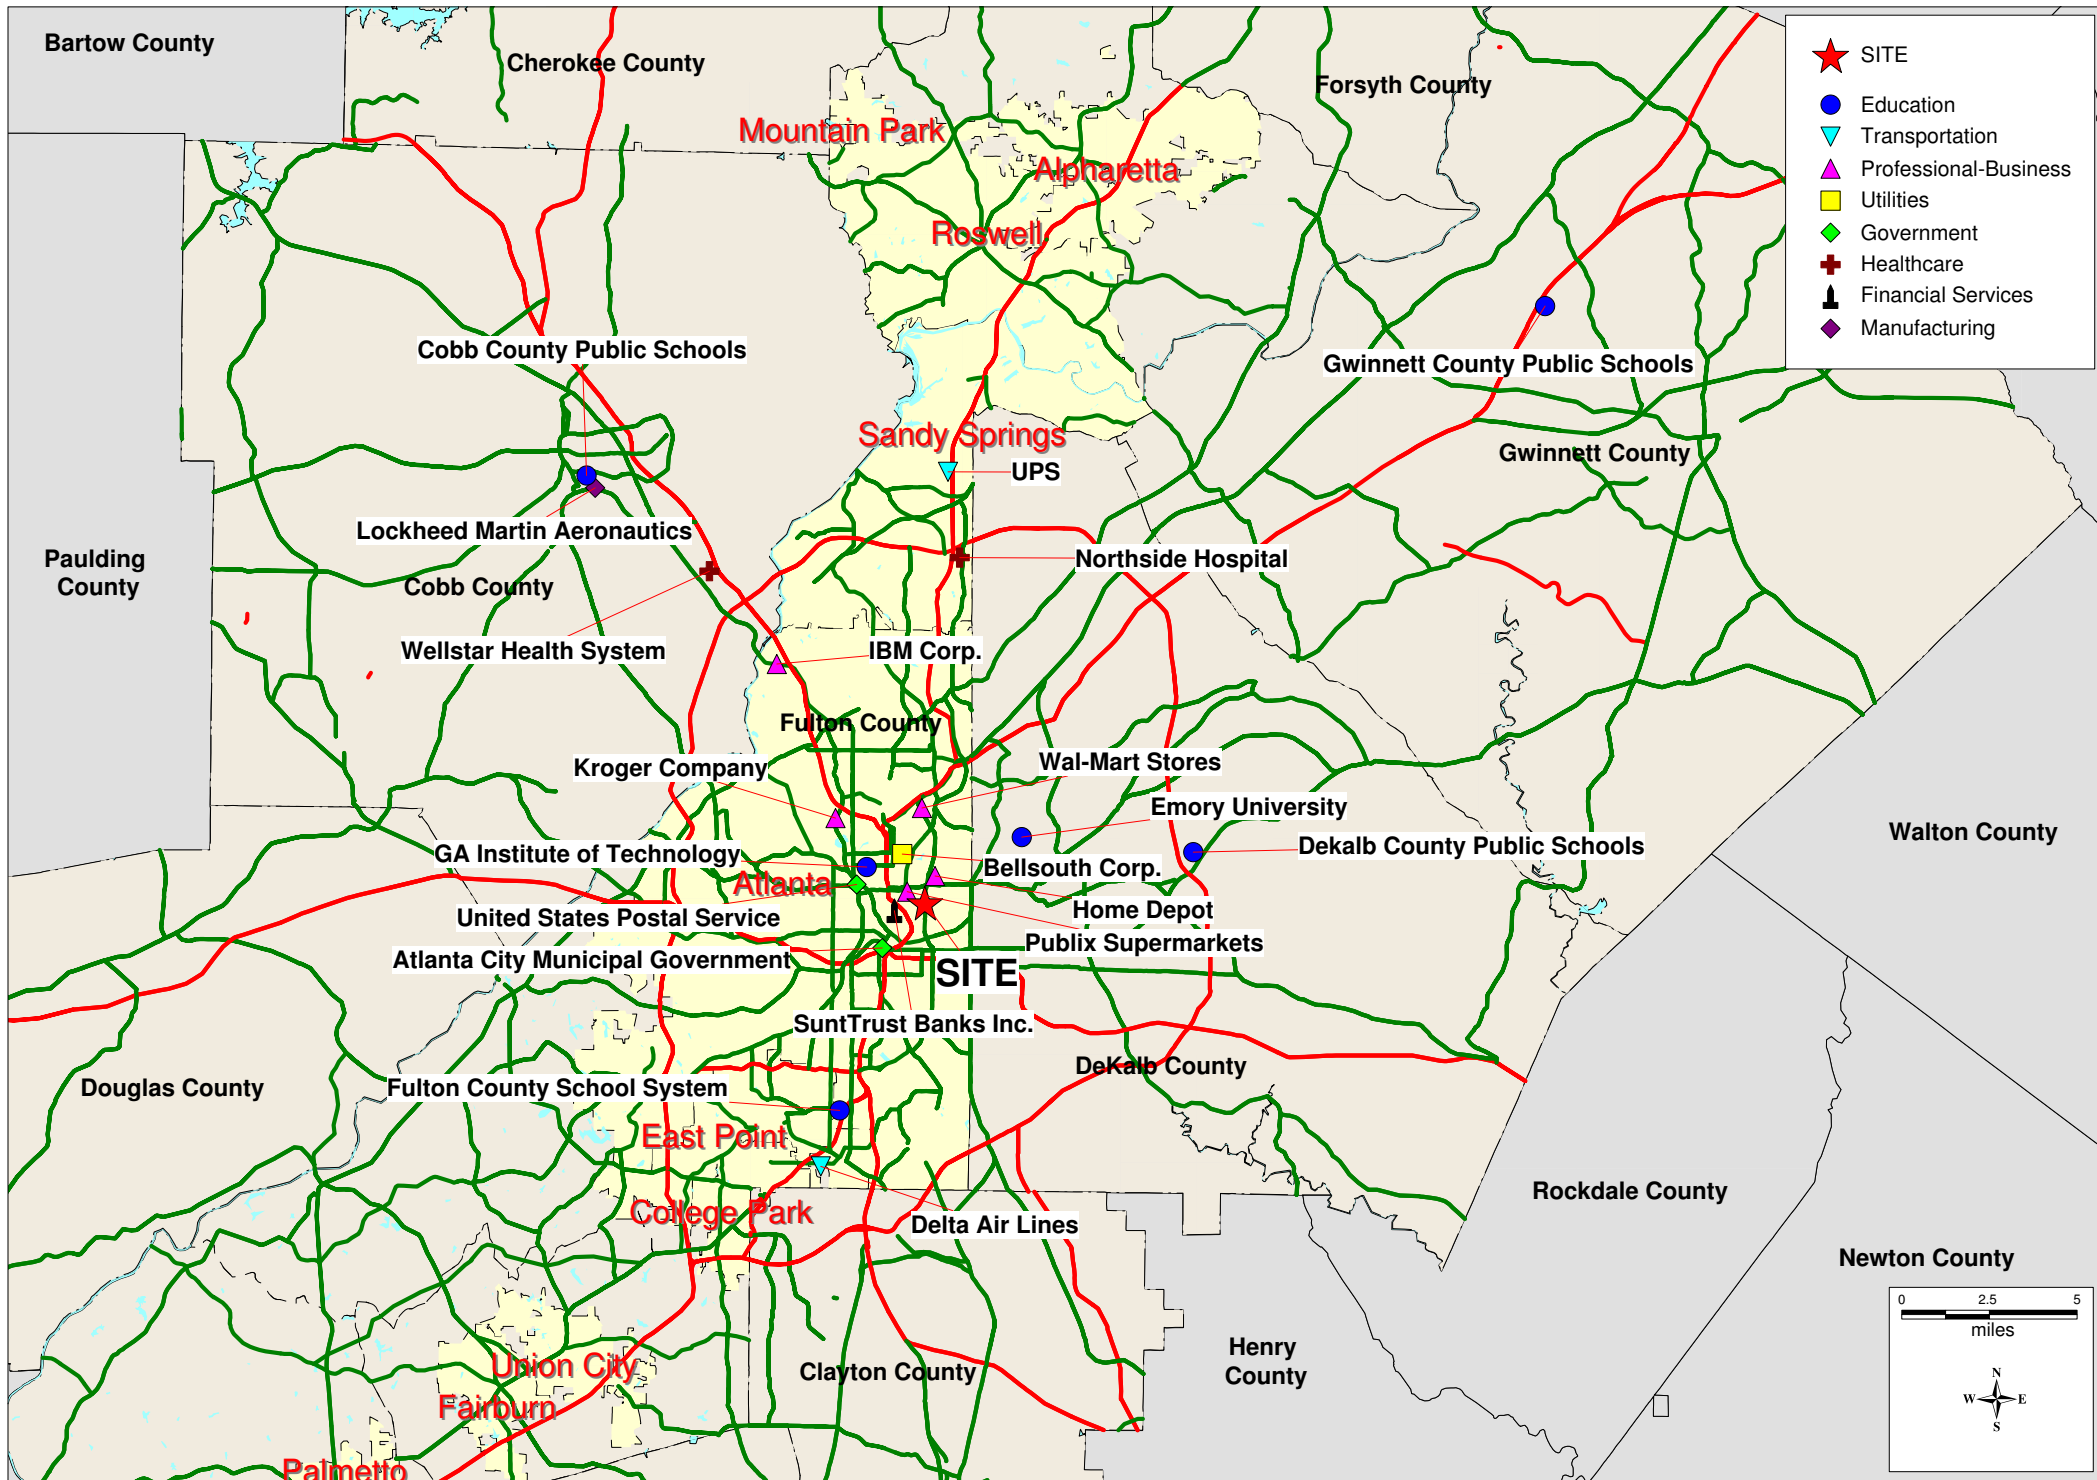 Bartow County
Cherokee County
Forsyth County
SITE
Education
Transportation
Professional-Business
Utilities
Government
Healthcare
Financial Services
Manufacturing
Mountain Park
Alpharetta
Roswell
Cobb County Public Schools
Gwinnett County Public Schools
Sandy Springs
Gwinnett County
UPS
Lockheed Martin Aeronautics
Northside Hospital
Paulding
County
Cobb County
Wellstar Health System
IBM Corp.
Fulton County
Kroger Company
Wal-Mart Stores
Emory University
Walton County
GA Institute of Technology
Dekalb County Public Schools
Bellsouth Corp.
Atlanta
United States Postal Service
Home Depot
Publix Supermarkets
Atlanta City Municipal Government
SITE
SuntTrust Banks Inc.
DeKalb County
Douglas County
Fulton County School System
East Point
Rockdale County
College Park
Delta Air Lines
Newton County
0 2.5 5
miles
Henry
County
Union City
Clayton County
Fairburn
N
W E
S
Palmetto